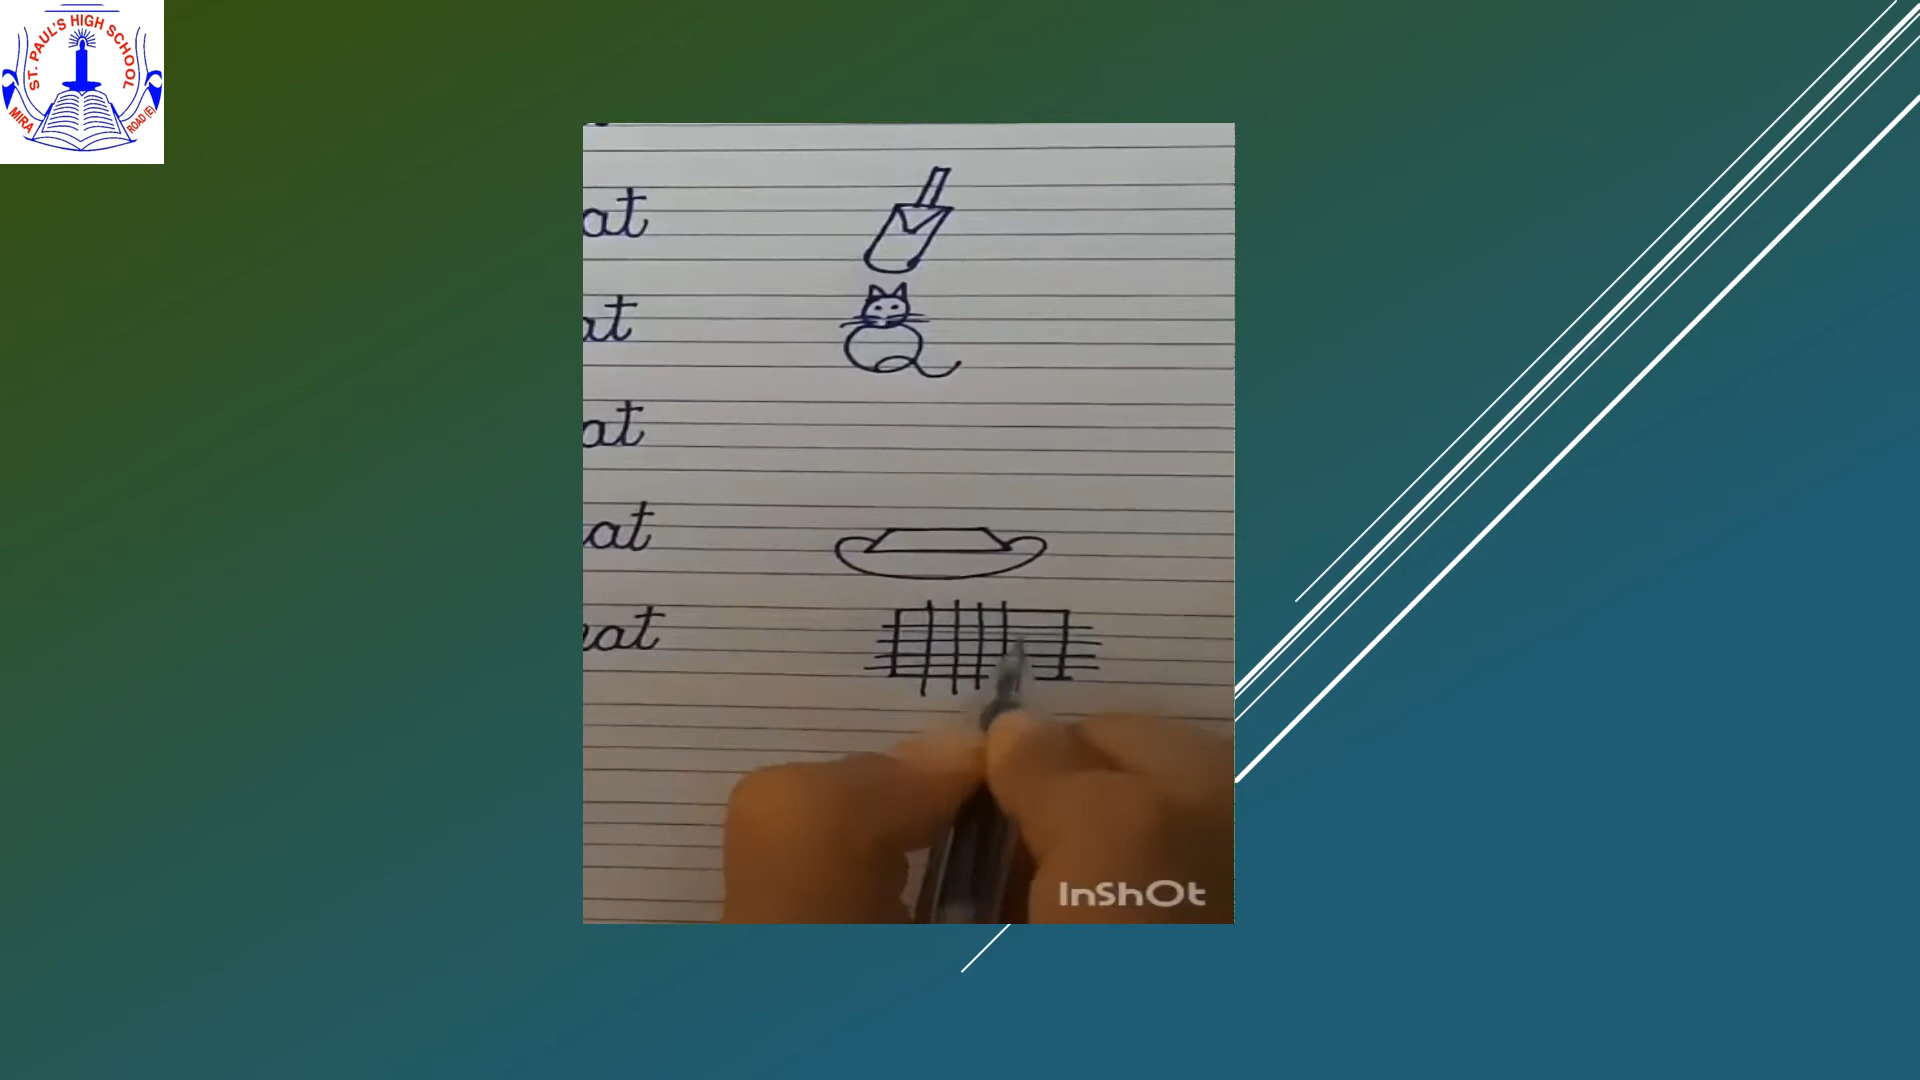 ST. PAUL'S HIGH SCHOOL
MIRA ROAD (E)
at
at
at
at
at
InShOt